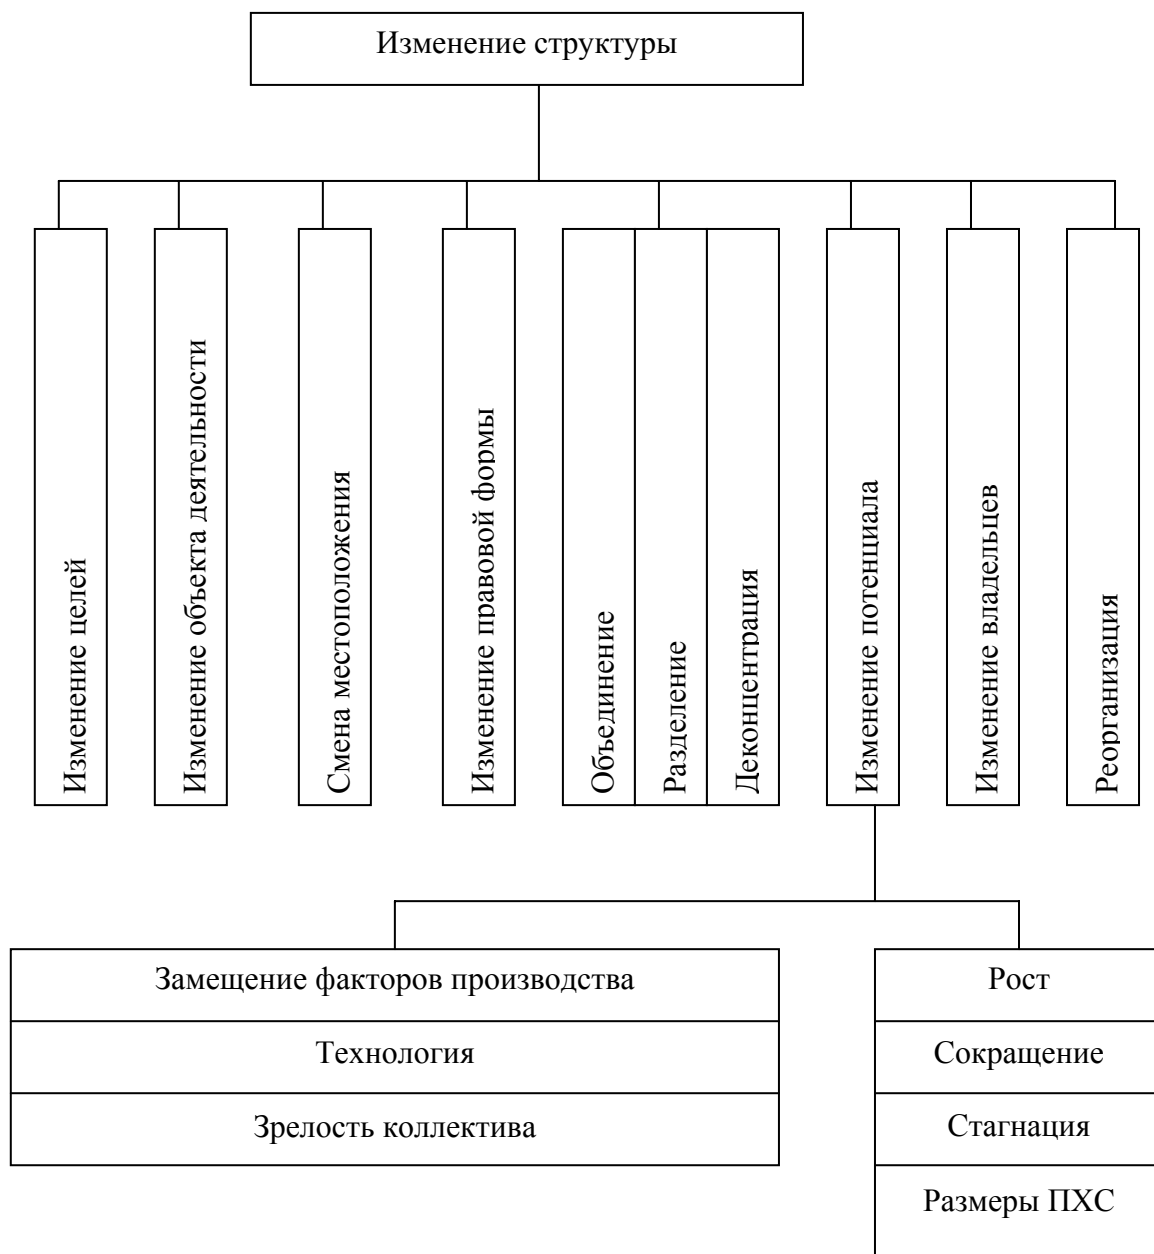 Изменение структуры
Изменение целей
Изменение объекта деятельности
Смена местоположения
Изменение правовой формы
Объединение
Разделение
Деконцентрация
Изменение потенциала
Изменение владельцев
Реорганизация
Замещение факторов производства
Технология
Зрелость коллектива
Рост
Сокращение
Стагнация
Размеры ПХС